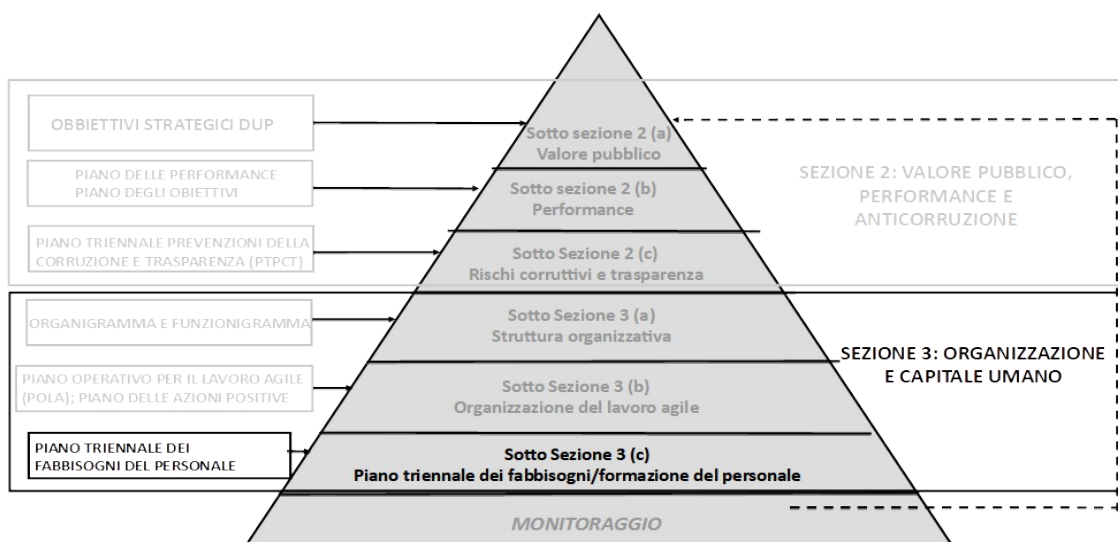 OBBIETTIVI STRATEGICI DUP
Sotto sezione 2 (a)
Valore pubblico
PIANO DELLE PERFORMANCE
PIANO DEGLI OBIETTIVI
Sotto sezione 2 (b)
Performance
SEZIONE 2: VALORE PUBBLICO,
PERFORMANCE E
ANTICORRUZIONE
PIANO TRIENNALE PREVENZIONI DELLA
CORRUZIONE E TRASPARENZA (PTPCT)
Sotto Sezione 2 (c)
Rischi corruttivi e trasparenza
ORGANIGRAMMA E FUNZIONIGRAMMA
Sotto Sezione 3 (a)
Struttura organizzativa
SEZIONE 3: ORGANIZZAZIONE
E CAPITALE UMANO
PIANO OPERATIVO PER IL LAVORO AGILE
(POLA); PIANO DELLE AZIONI POSITIVE
Sotto Sezione 3 (b)
Organizzazione del lavoro agile
PIANO TRIENNALE DEI
FABBISOGNI DEL PERSONALE
Sotto Sezione 3 (c)
Piano triennale dei fabbisogni/formazione del personale
MONITORAGGIO